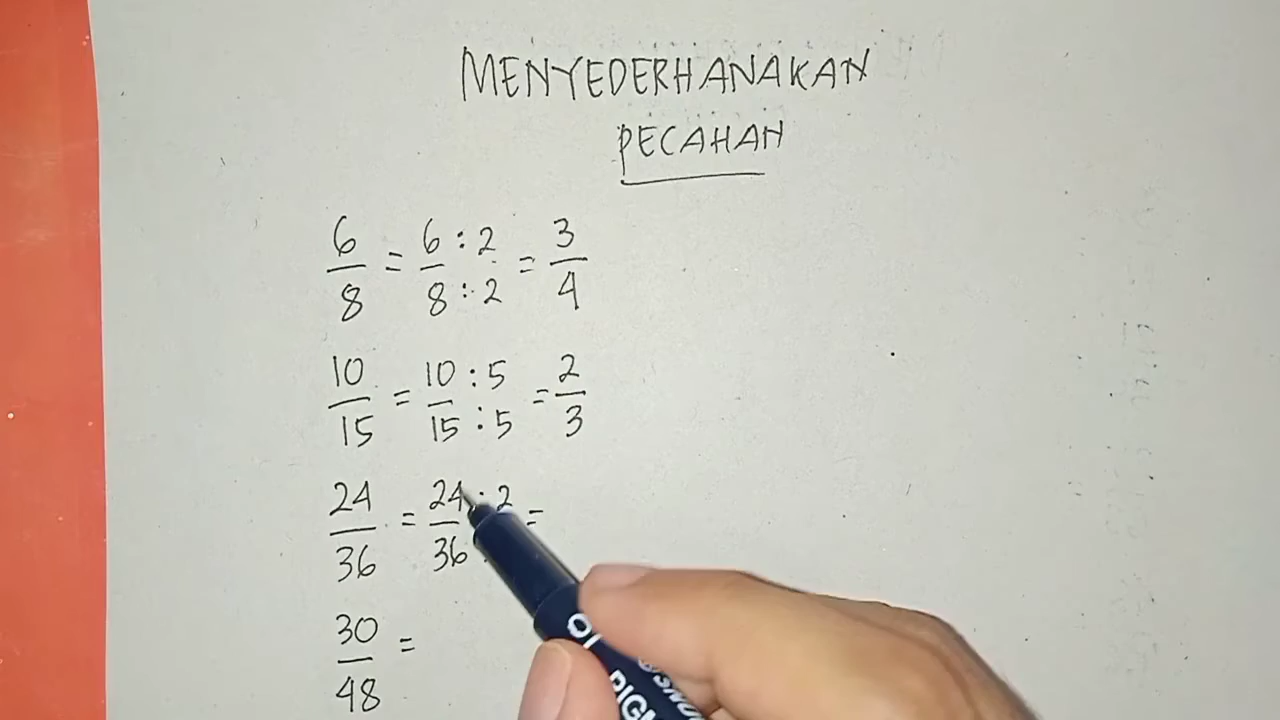 MENYEDERHANAKAN
PECAHAN
6/8 = 6 : 2 / 8 : 2 = 3/4
10/15 = 10 : 5 / 15 : 5 = 2/3
24/36 = 24 : 2 / 36 : =
30/48 =
01